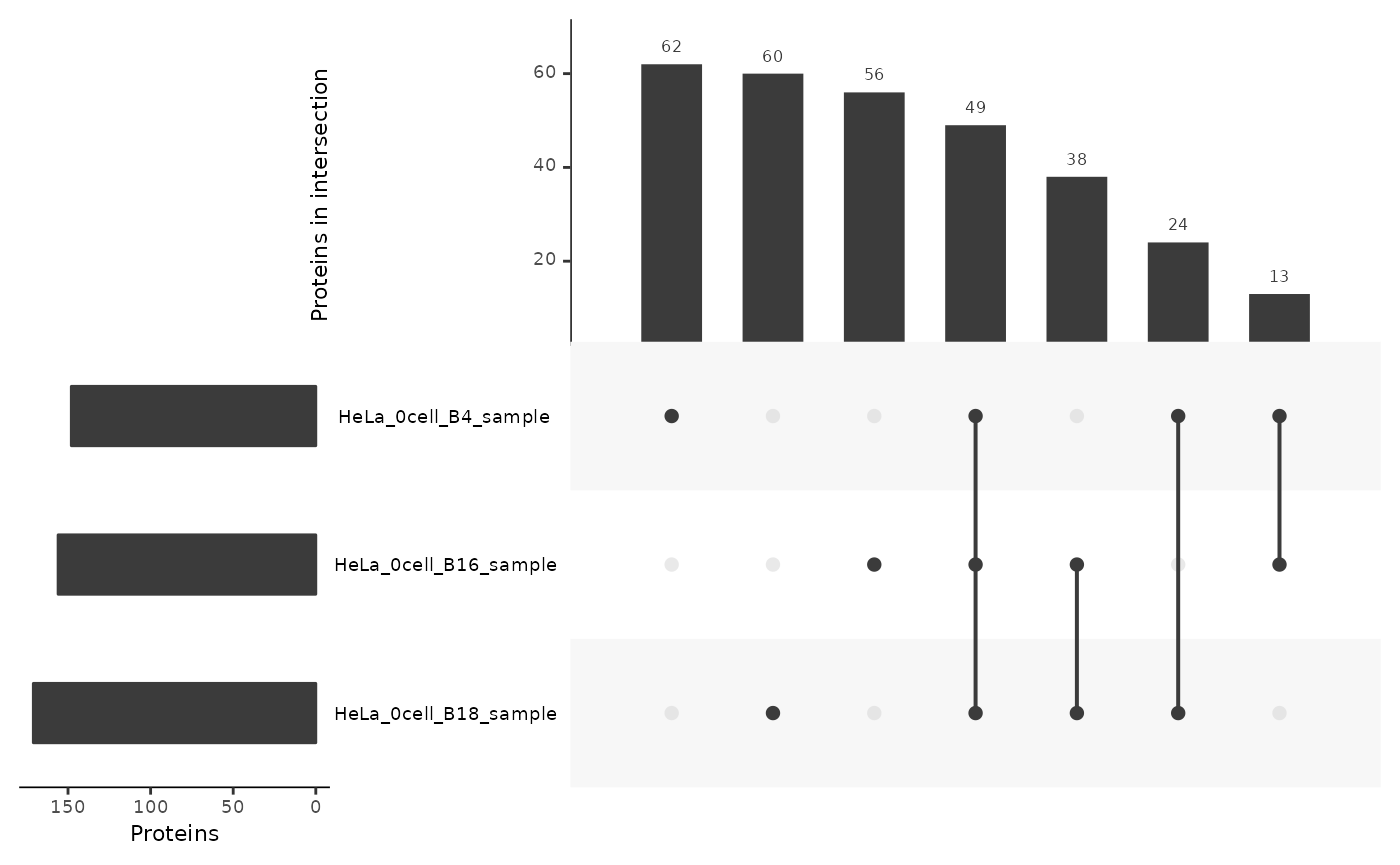 62
60
56
49
38
24
13
60
40
20
Proteins in intersection
HeLa_0cell_B4_sample
HeLa_0cell_B16_sample
HeLa_0cell_B18_sample
150 100 50 0
Proteins